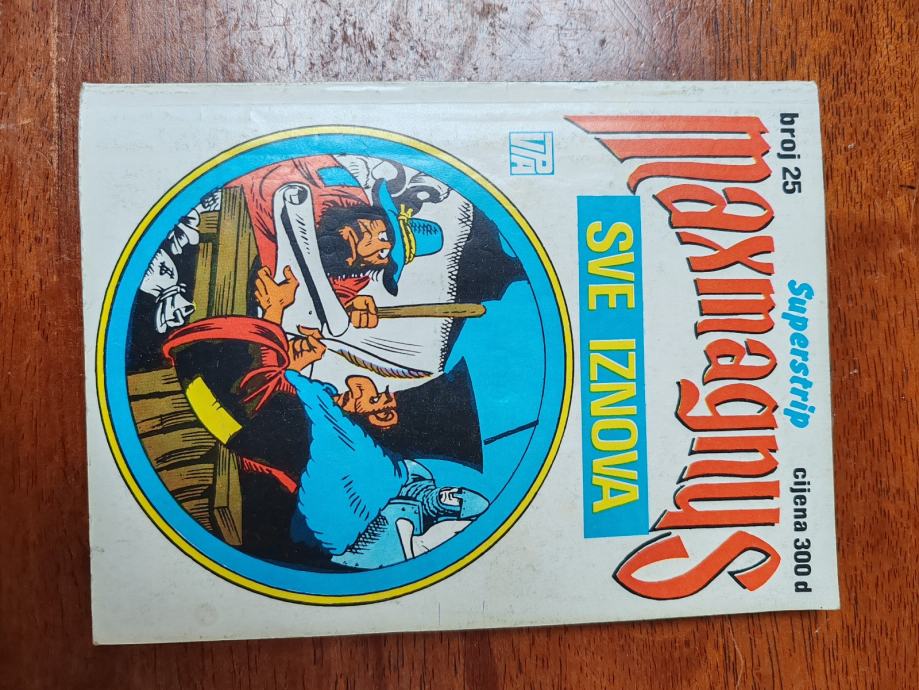 Superstrip
broj 25
cijena 300 d
maxmagnus
SVE IZNOVA